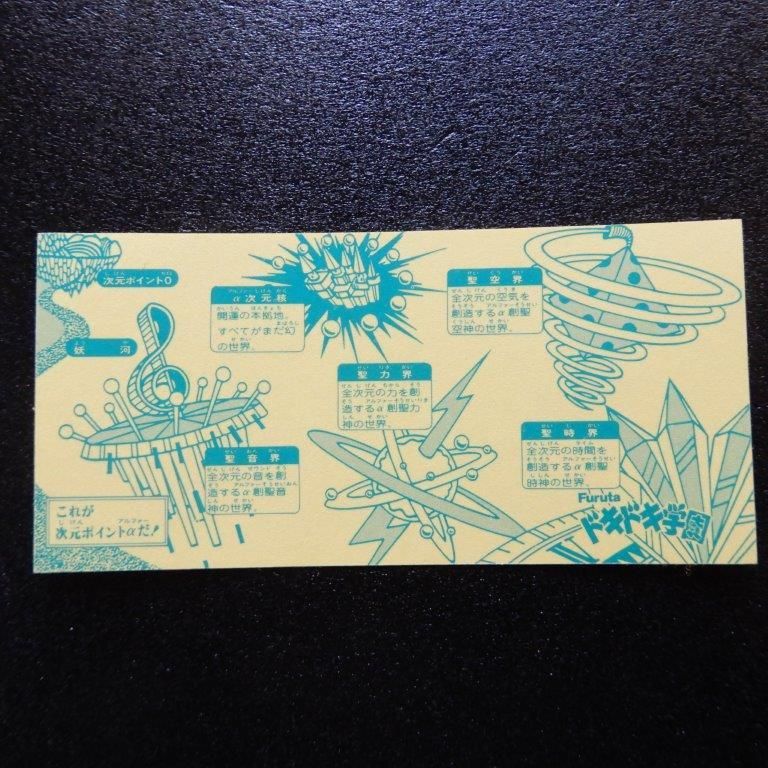 次元ポイント0
妖河
α次元核
開運の本拠地。
すべてがまだ幻
の世界。
聖空界
全次元の空気を
創造するα創聖
空神の世界。
聖力界
全次元の力を創
造するα創聖力
神の世界。
聖音界
全次元の音を創
造するα創聖音
神の世界。
聖時界
全次元の時間を
創造するα創聖
時神の世界。
これが
次元ポイントαだ!
Furuta
ドキドキ学園